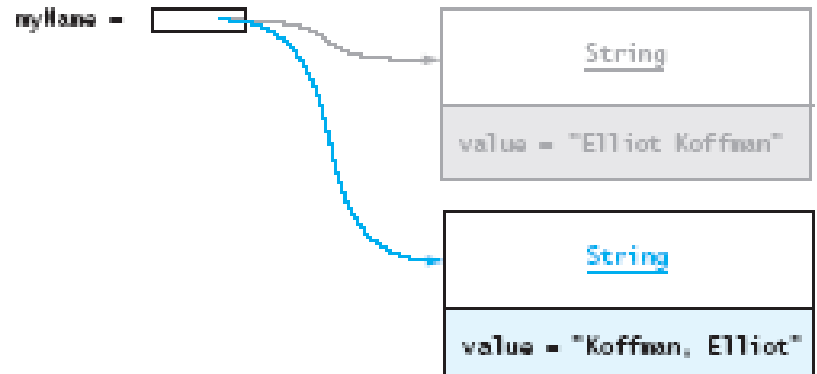 myName =
String
value = "Elliot Koffman"
String
value = "Koffman, Elliot"